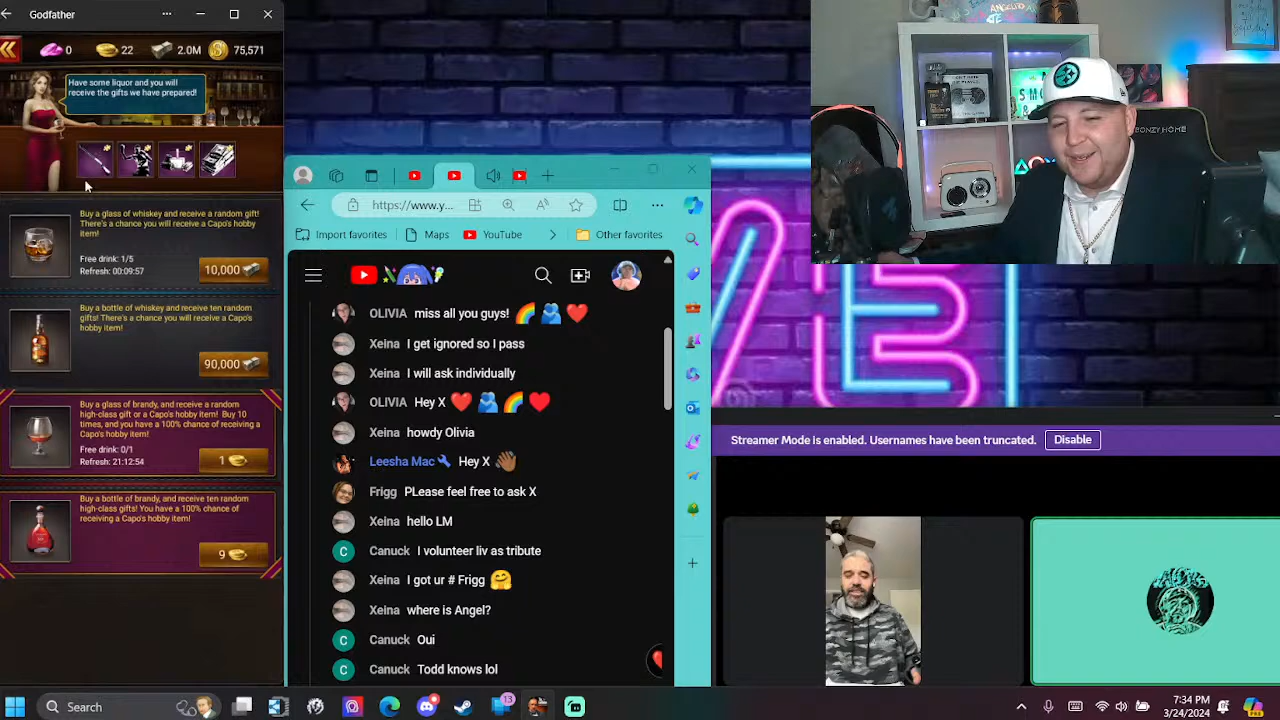 Godfather
0
22
2.0M
75,571
Have some liquor and you will
receive the gifts we have prepared!
Buy a glass of whiskey and receive a random gift!
There's a chance you will receive a Capo's hobby
item!
Free drink: 1/5
Refresh: 00:09:57
10,000
Buy a bottle of whiskey and receive ten random
gifts! There's a chance you will receive a Capo's
hobby item!
90,000
Buy a glass of brandy, and receive a random
high-class gift or a Capo's hobby item! Buy 10
times, and you have a 100% chance of receiving a
Capo's hobby item!
Free drink: 0/1
Refresh: 21:12:54
1
Buy a bottle of brandy, and receive ten random
high-class gifts! You have a 100% chance of
receiving a Capo's hobby item!
9
https://www.y...
Import favorites
Maps
YouTube
Other favorites
OLIVIA miss all you guys! 🌈 🫂 ❤️
Xeina I get ignored so I pass
Xeina I will ask individually
OLIVIA Hey X ❤️ 🫂 🌈 ❤️
Xeina howdy Olivia
Leesha Mac Hey X 👋🏾
Frigg PLease feel free to ask X
Xeina hello LM
C Canuck I volunteer liv as tribute
Xeina I got ur # Frigg 🤗
Xeina where is Angel?
C Canuck Oui
C Canuck Todd knows lol
BONZY HOME
Streamer Mode is enabled. Usernames have been truncated.
Disable
Search
13
7:34 PM
3/24/2024
PRE